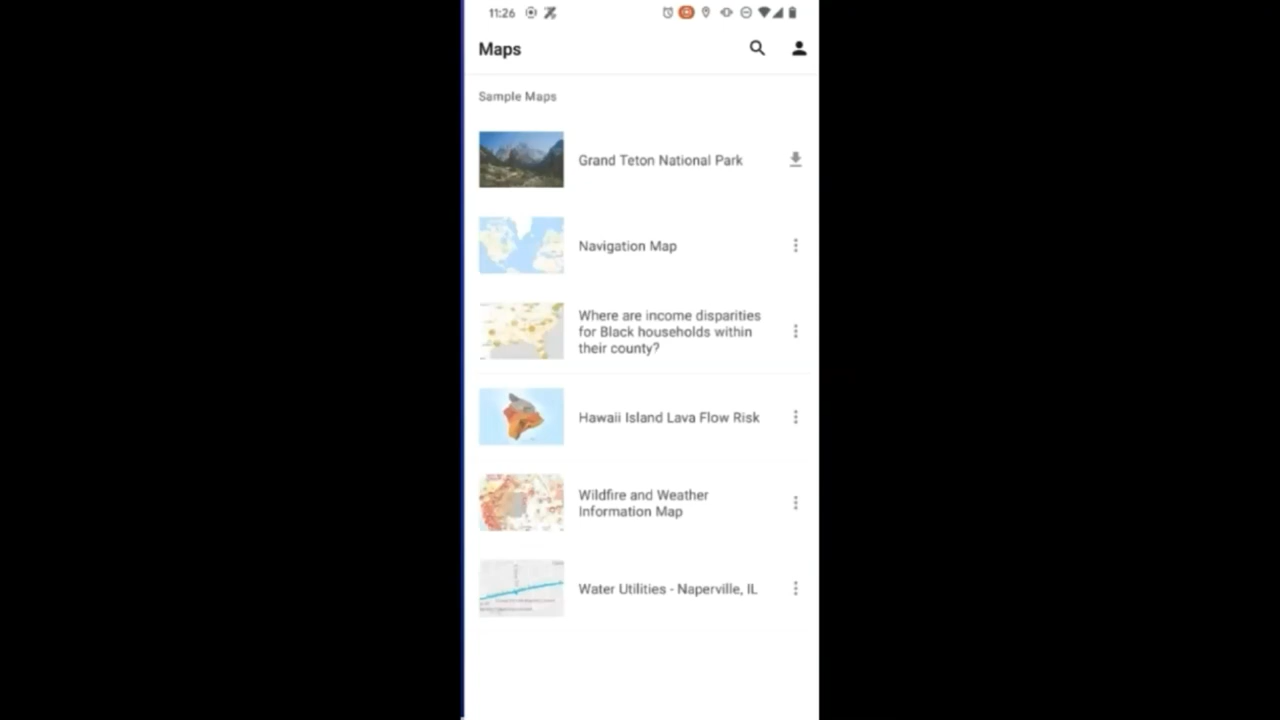 11:26
Maps
Sample Maps
Grand Teton National Park
Navigation Map
Where are income disparities
for Black households within
their county?
Hawaii Island Lava Flow Risk
Wildfire and Weather
Information Map
Water Utilities - Naperville, IL